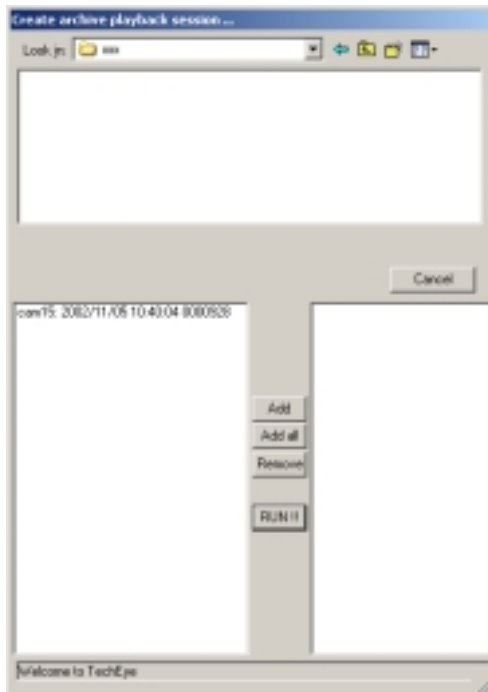 Create archive playback session ...
Look in:
Cancel
cam15: 2002/11/05 10:40:04 0000928
Add
Add all
Remove
RUN !!
Welcome to TechEye